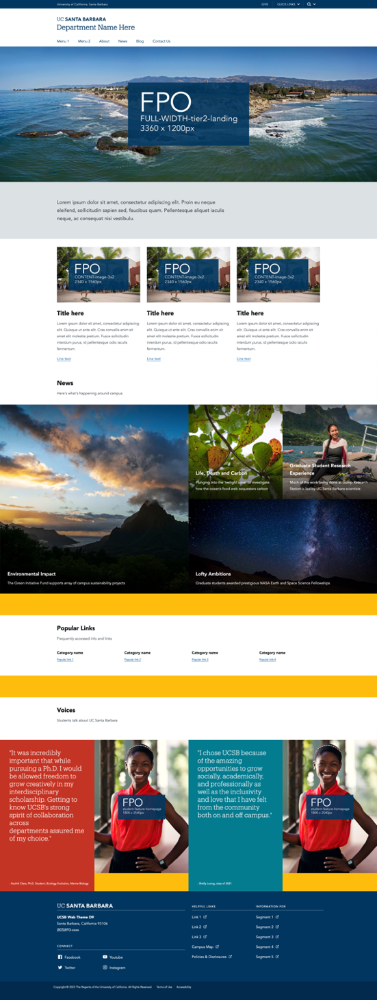 University of California, Santa Barbara
GIVE
QUICK LINKS
UC SANTA BARBARA
Department Name Here
Menu 1
Menu 2
About
News
Blog
Contact Us
FPO
FULL-WIDTH-tier2-landing
3360 x 1200px
Lorem ipsum dolor sit amet, consectetur adipiscing elit. Proin eu neque
eleifend, sollicitudin sapien sed, faucibus quam. Pellentesque aliquet iaculis
neque, ac consequat nisi vestibulu.
FPO
CONTENT-image-3x2
2340 x 1560px
FPO
CONTENT-image-3x2
2340 x 1560px
FPO
CONTENT-image-3x2
2340 x 1560px
Title here
Lorem ipsum dolor sit amet, consectetur adipiscing
elit. Quisque ut ante elit. Cras convallis enim sit
amet elit molestie pretium. Fusce sollicitudin
interdum purus, id pellentesque odio iaculis
fermentum.
Line text
Title here
Lorem ipsum dolor sit amet, consectetur adipiscing
elit. Quisque ut ante elit. Cras convallis enim sit
amet elit molestie pretium. Fusce sollicitudin
interdum purus, id pellentesque odio iaculis
fermentum.
Line text
Title here
Lorem ipsum dolor sit amet, consectetur adipiscing
elit. Quisque ut ante elit. Cras convallis enim sit
amet elit molestie pretium. Fusce sollicitudin
interdum purus, id pellentesque odio iaculis
fermentum.
Line text
News
Here's what's happening around campus.
Life, Death and Carbon
Plunging into the 'twilight zone' to investigate
how the ocean's food web sequesters carbon
Graduate Student Research
Experience
Much of the work being done at Gump Research
Station is led by UC Santa Barbara scientists
Environmental Impact
The Green Initiative Fund supports array of campus sustainability projects
Lofty Ambitions
Graduate students awarded prestigious NASA Earth and Space Science Fellowships
Popular Links
Frequently accessed info and links
Category name
Popular link 1
Category name
Popular link 2
Category name
Popular link 3
Category name
Popular link 4
Voices
Students talk about UC Santa Barbara
"It was incredibly
important that while
pursuing a Ph.D. I would
be allowed freedom to
grow creatively in my
interdisciplinary
scholarship. Getting to
know UCSB's strong
spirit of collaboration
across
departments assured me
of my choice."
- Xochitl Clare, Ph.D. Student | Ecology Evolution, Marine Biology
FPO
student-feature-homepage
1800 x 2540px
"I chose UCSB because
of the amazing
opportunities to grow
socially, academically,
and professionally as
well as the inclusivity
and love that I have felt
from the community
both on and off campus."
- Shelly Luong, class of 2021
FPO
student-feature-homepage
1800 x 2540px
UC SANTA BARBARA
UCSB Web Theme D9
Santa Barbara, California 93106
(805)893-xxxx
CONNECT
Facebook
Youtube
Twitter
Instagram
HELPFUL LINKS
Link 1
Link 2
Link 3
Campus Map
Policies & Disclosures
INFORMATION FOR
Segment 1
Segment 2
Segment 3
Segment 4
Segment 5
Copyright © 2023 The Regents of the University of California. All Rights Reserved.
Terms of Use
Accessibility